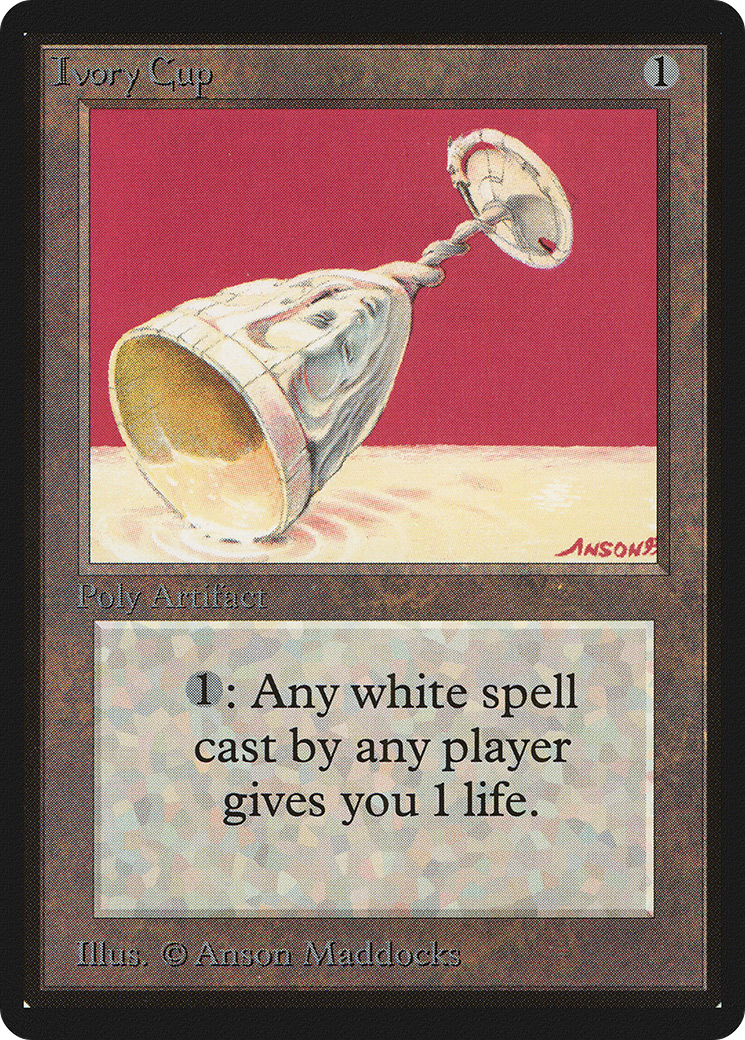 Ivory Cup
1
ANSON93
Poly Artifact
1: Any white spell
cast by any player
gives you 1 life.
Illus. © Anson Maddocks